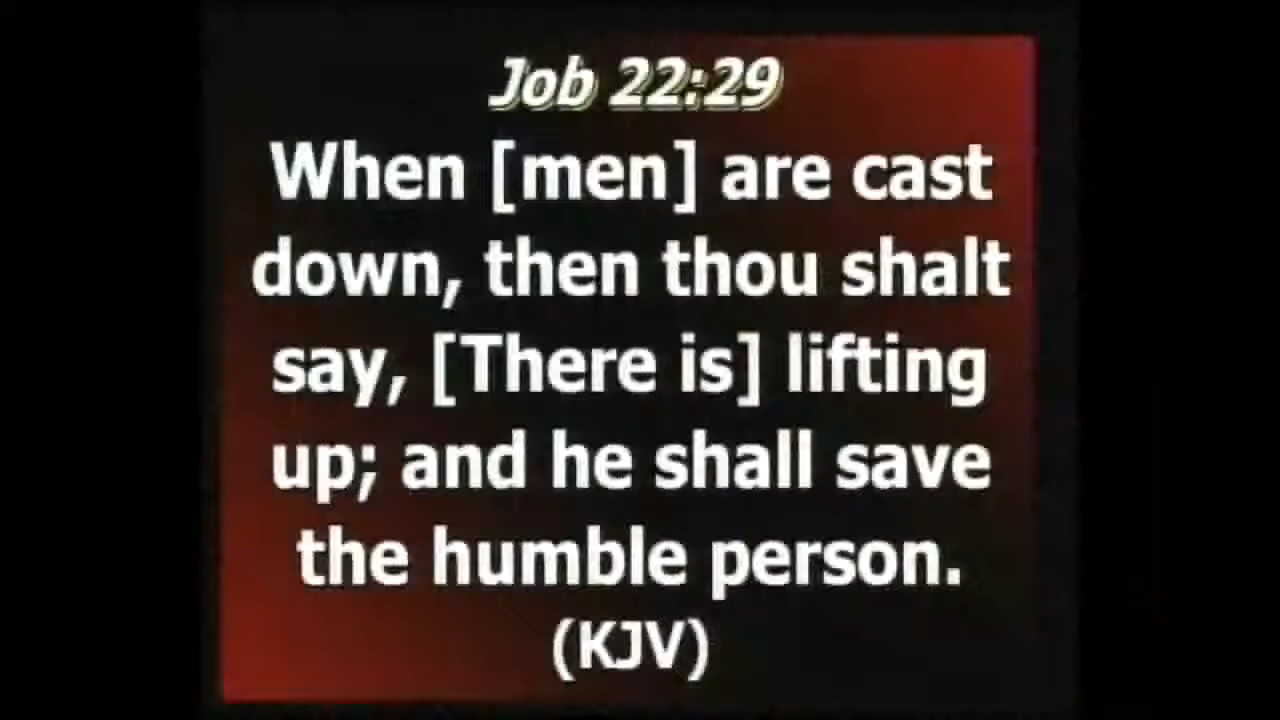 Job 22:29
When [men] are cast
down, then thou shalt
say, [There is] lifting
up; and he shall save
the humble person.
(KJV)